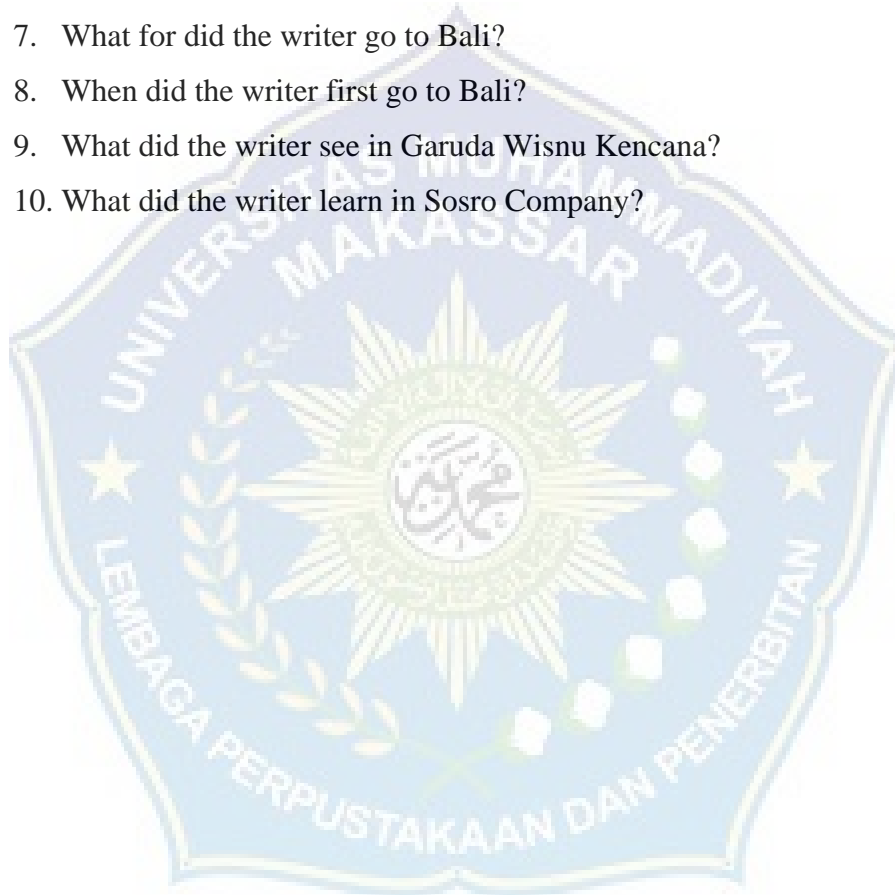 7. What for did the writer go to Bali?
8. When did the writer first go to Bali?
9. What did the writer see in Garuda Wisnu Kencana?
10. What did the writer learn in Sosro Company?
UNIVERSITAS MUHAMMADIYAH
MAKASSAR
LEMBAGA PERPUSTAKAAN DAN PENERBITAN